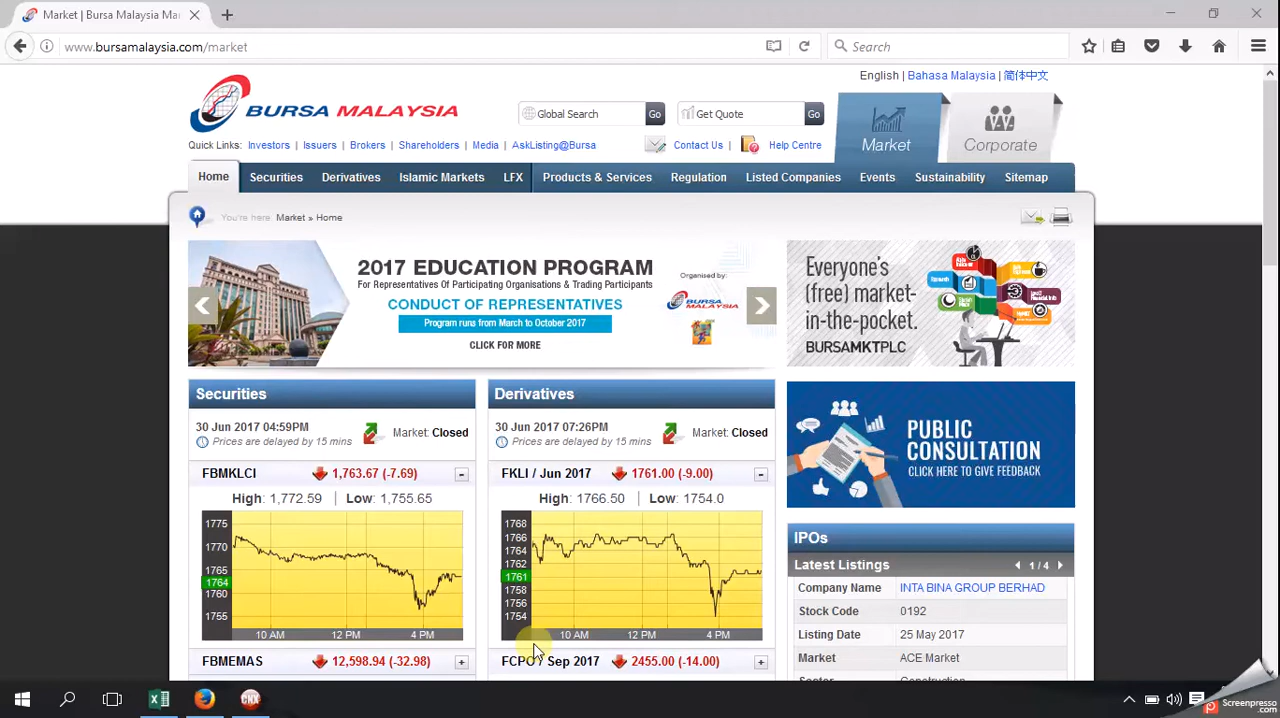 Market | Bursa Malaysia Mar
www.bursamalaysia.com/market
Search
English | Bahasa Malaysia | 简体中文
BURSA MALAYSIA
Global Search
Go
Get Quote
Go
Market
Corporate
Quick Links: Investors | Issuers | Brokers | Shareholders | Media | AskListing@Bursa
Contact Us | Help Centre
Home Securities Derivatives Islamic Markets LFX Products & Services Regulation Listed Companies Events Sustainability Sitemap
You're here: Market » Home
2017 EDUCATION PROGRAM
For Representatives Of Participating Organisations & Trading Participants
CONDUCT OF REPRESENTATIVES
Program runs from March to October 2017
CLICK FOR MORE
Organised by:
BURSA MALAYSIA
Everyone's
(free) market-
in-the-pocket.
BURSAMKTPLC
PUBLIC
CONSULTATION
CLICK HERE TO GIVE FEEDBACK
Securities
30 Jun 2017 04:59PM
Prices are delayed by 15 mins
Market: Closed
FBMKLCI 1,763.67 (-7.69) -
High: 1,772.59 | Low: 1,755.65
1775
1770
1765
1764
1760
1755
10 AM 12 PM 4 PM
FBMEMAS 12,598.94 (-32.98) +
Derivatives
30 Jun 2017 07:26PM
Prices are delayed by 15 mins
Market: Closed
FKLI / Jun 2017 1761.00 (-9.00) -
High: 1766.50 | Low: 1754.0
1768
1766
1764
1762
1761
1758
1756
1754
10 AM 12 PM 4 PM
FCPO / Sep 2017 2455.00 (-14.00) +
IPOs
Latest Listings 1 / 4
Company Name INTA BINA GROUP BERHAD
Stock Code 0192
Listing Date 25 May 2017
Market ACE Market
Sector Construction
Screenpresso
.com